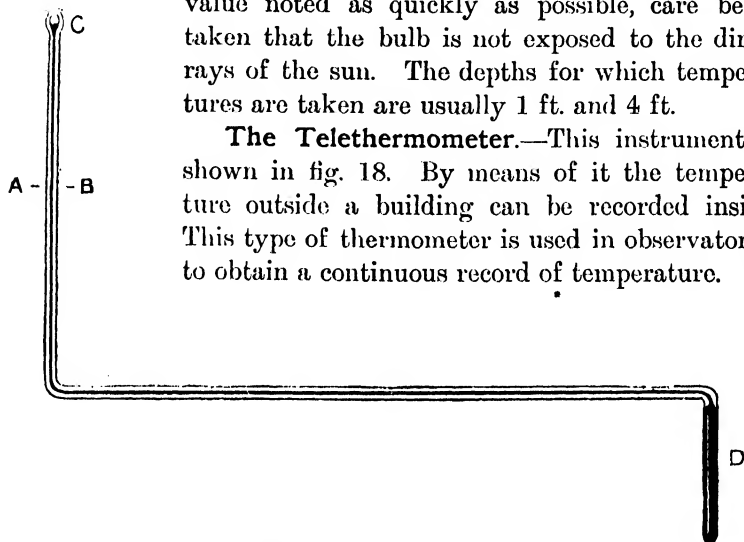 value noted as quickly as possible, care be
taken that the bulb is not exposed to the dir
rays of the sun. The depths for which tempe
tures are taken are usually 1 ft. and 4 ft.
The Telethermometer.—This instrument
shown in fig. 18. By means of it the tempe
ture outside a building can be recorded insi
This type of thermometer is used in observator
to obtain a continuous record of temperature.
C
A - - B
D